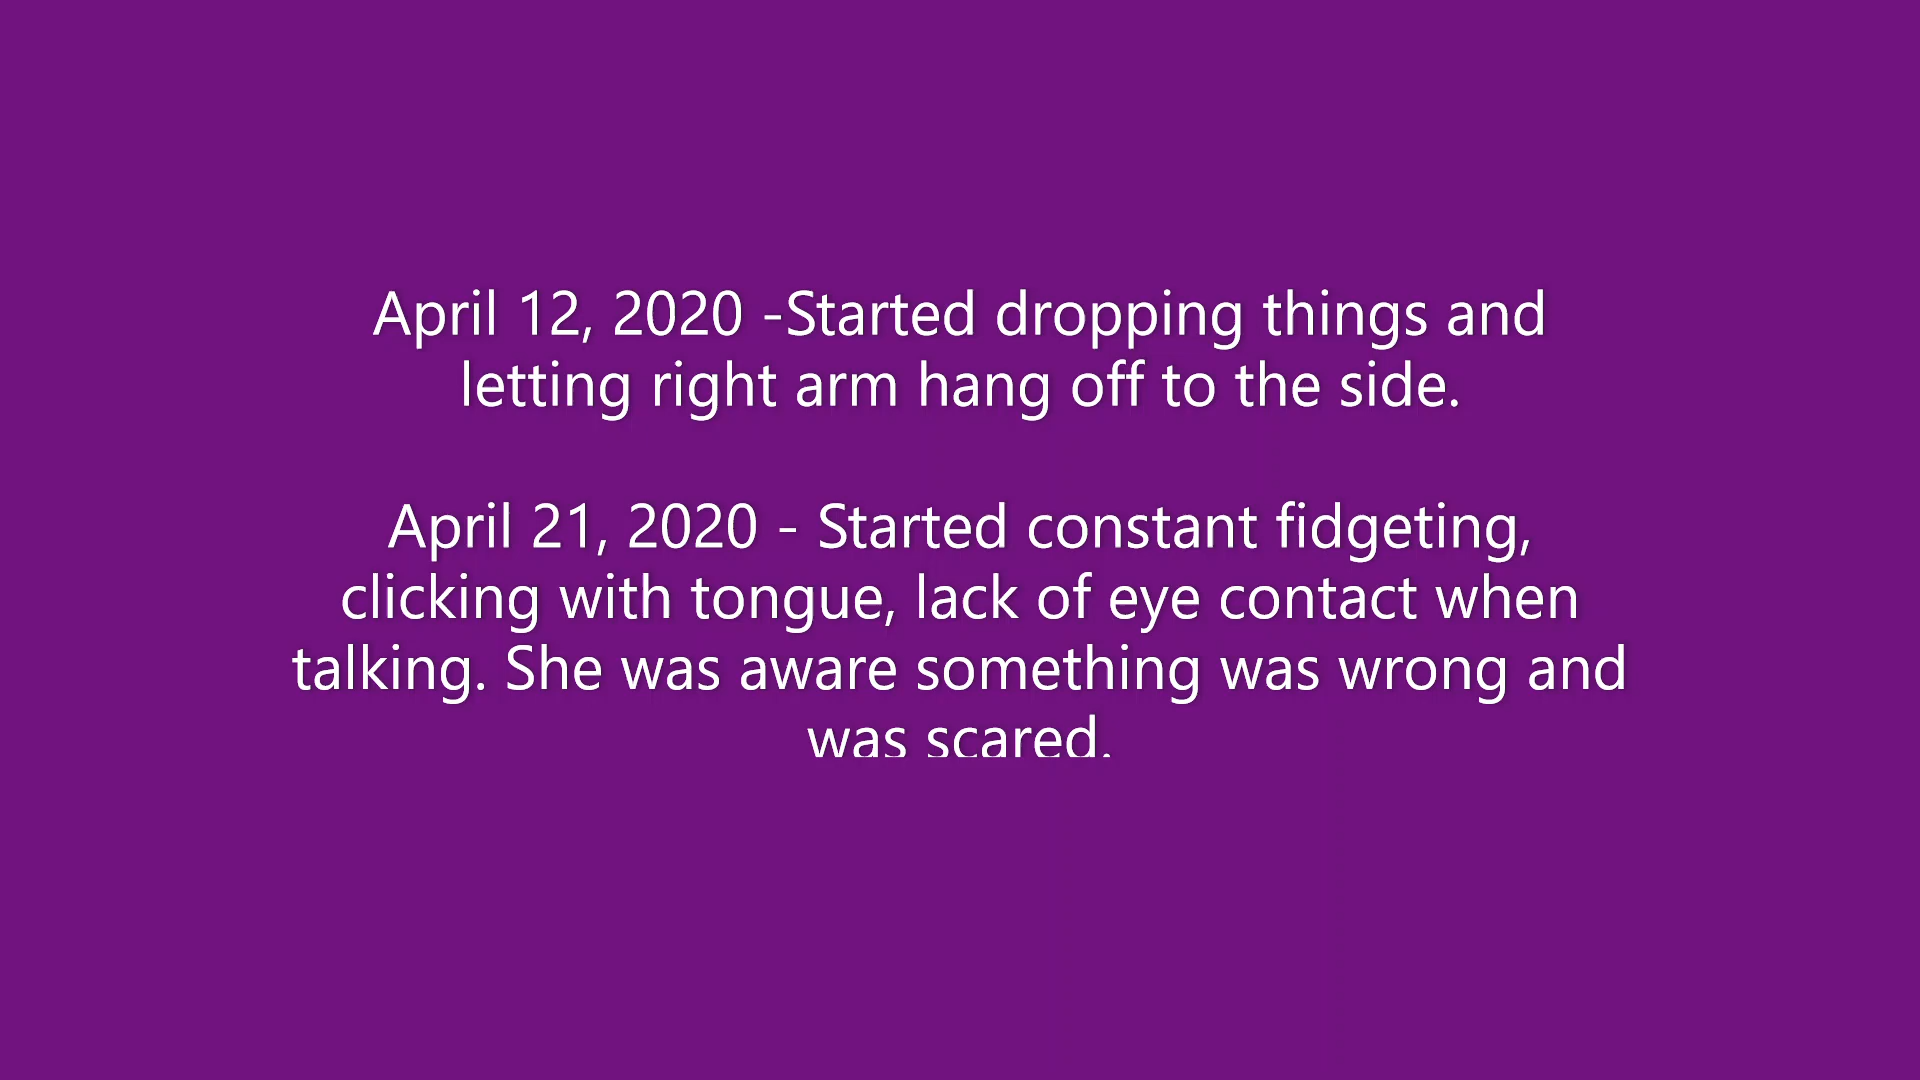 April 12, 2020 -Started dropping things and
letting right arm hang off to the side.
April 21, 2020 - Started constant fidgeting,
clicking with tongue, lack of eye contact when
talking. She was aware something was wrong and
was scared.